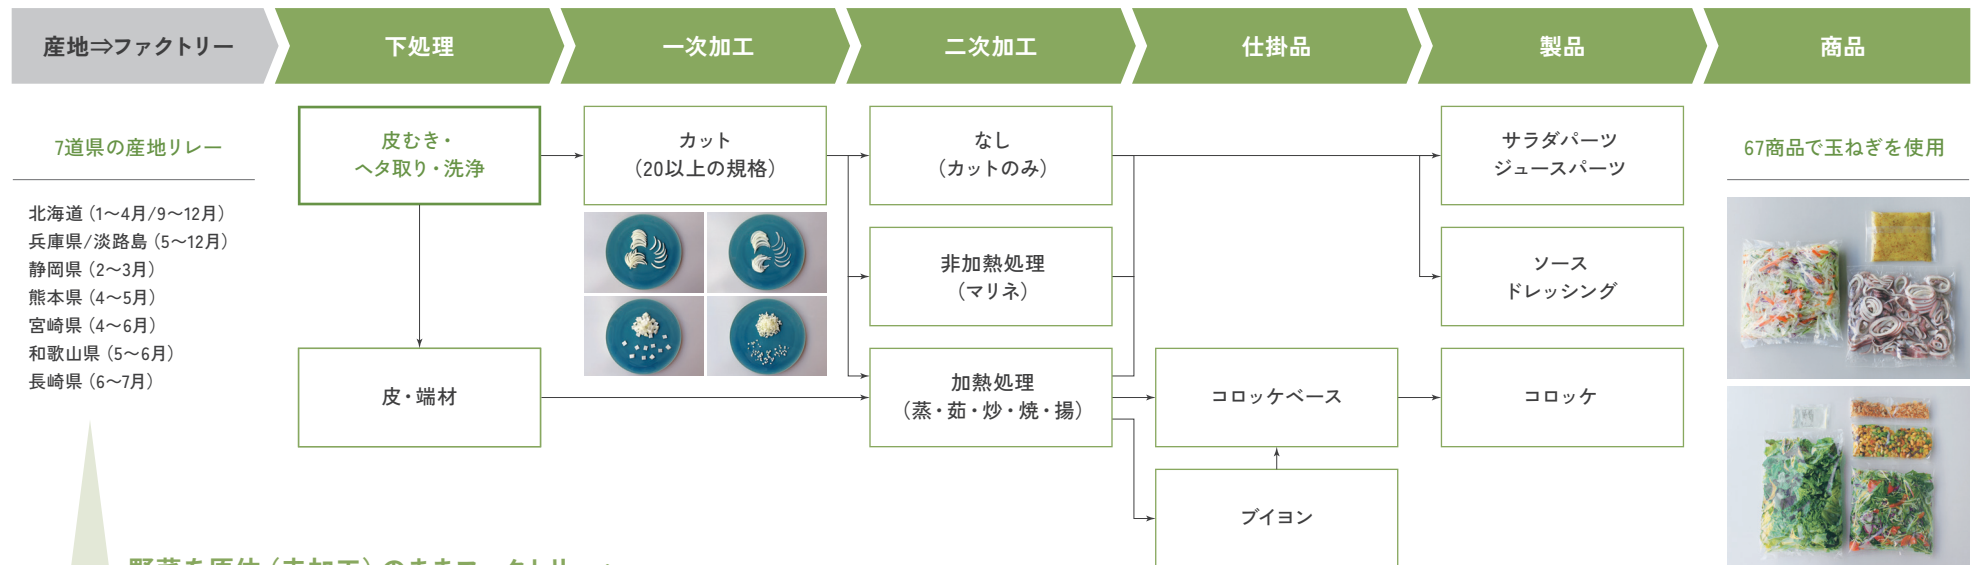 産地⇒ファクトリー
下処理
一次加工
二次加工
仕掛品
製品
商品
7道県の産地リレー
北海道（1〜4月/9〜12月）
兵庫県/淡路島（5〜12月）
静岡県（2〜3月）
熊本県（4〜5月）
宮崎県（4〜6月）
和歌山県（5〜6月）
長崎県（6〜7月）
皮むき・
ヘタ取り・洗浄
皮・端材
カット
（20以上の規格）
なし
（カットのみ）
非加熱処理
（マリネ）
加熱処理
（蒸・茹・炒・焼・揚）
コロッケベース
ブイヨン
サラダパーツ
ジュースパーツ
ソース
ドレッシング
コロッケ
67商品で玉ねぎを使用